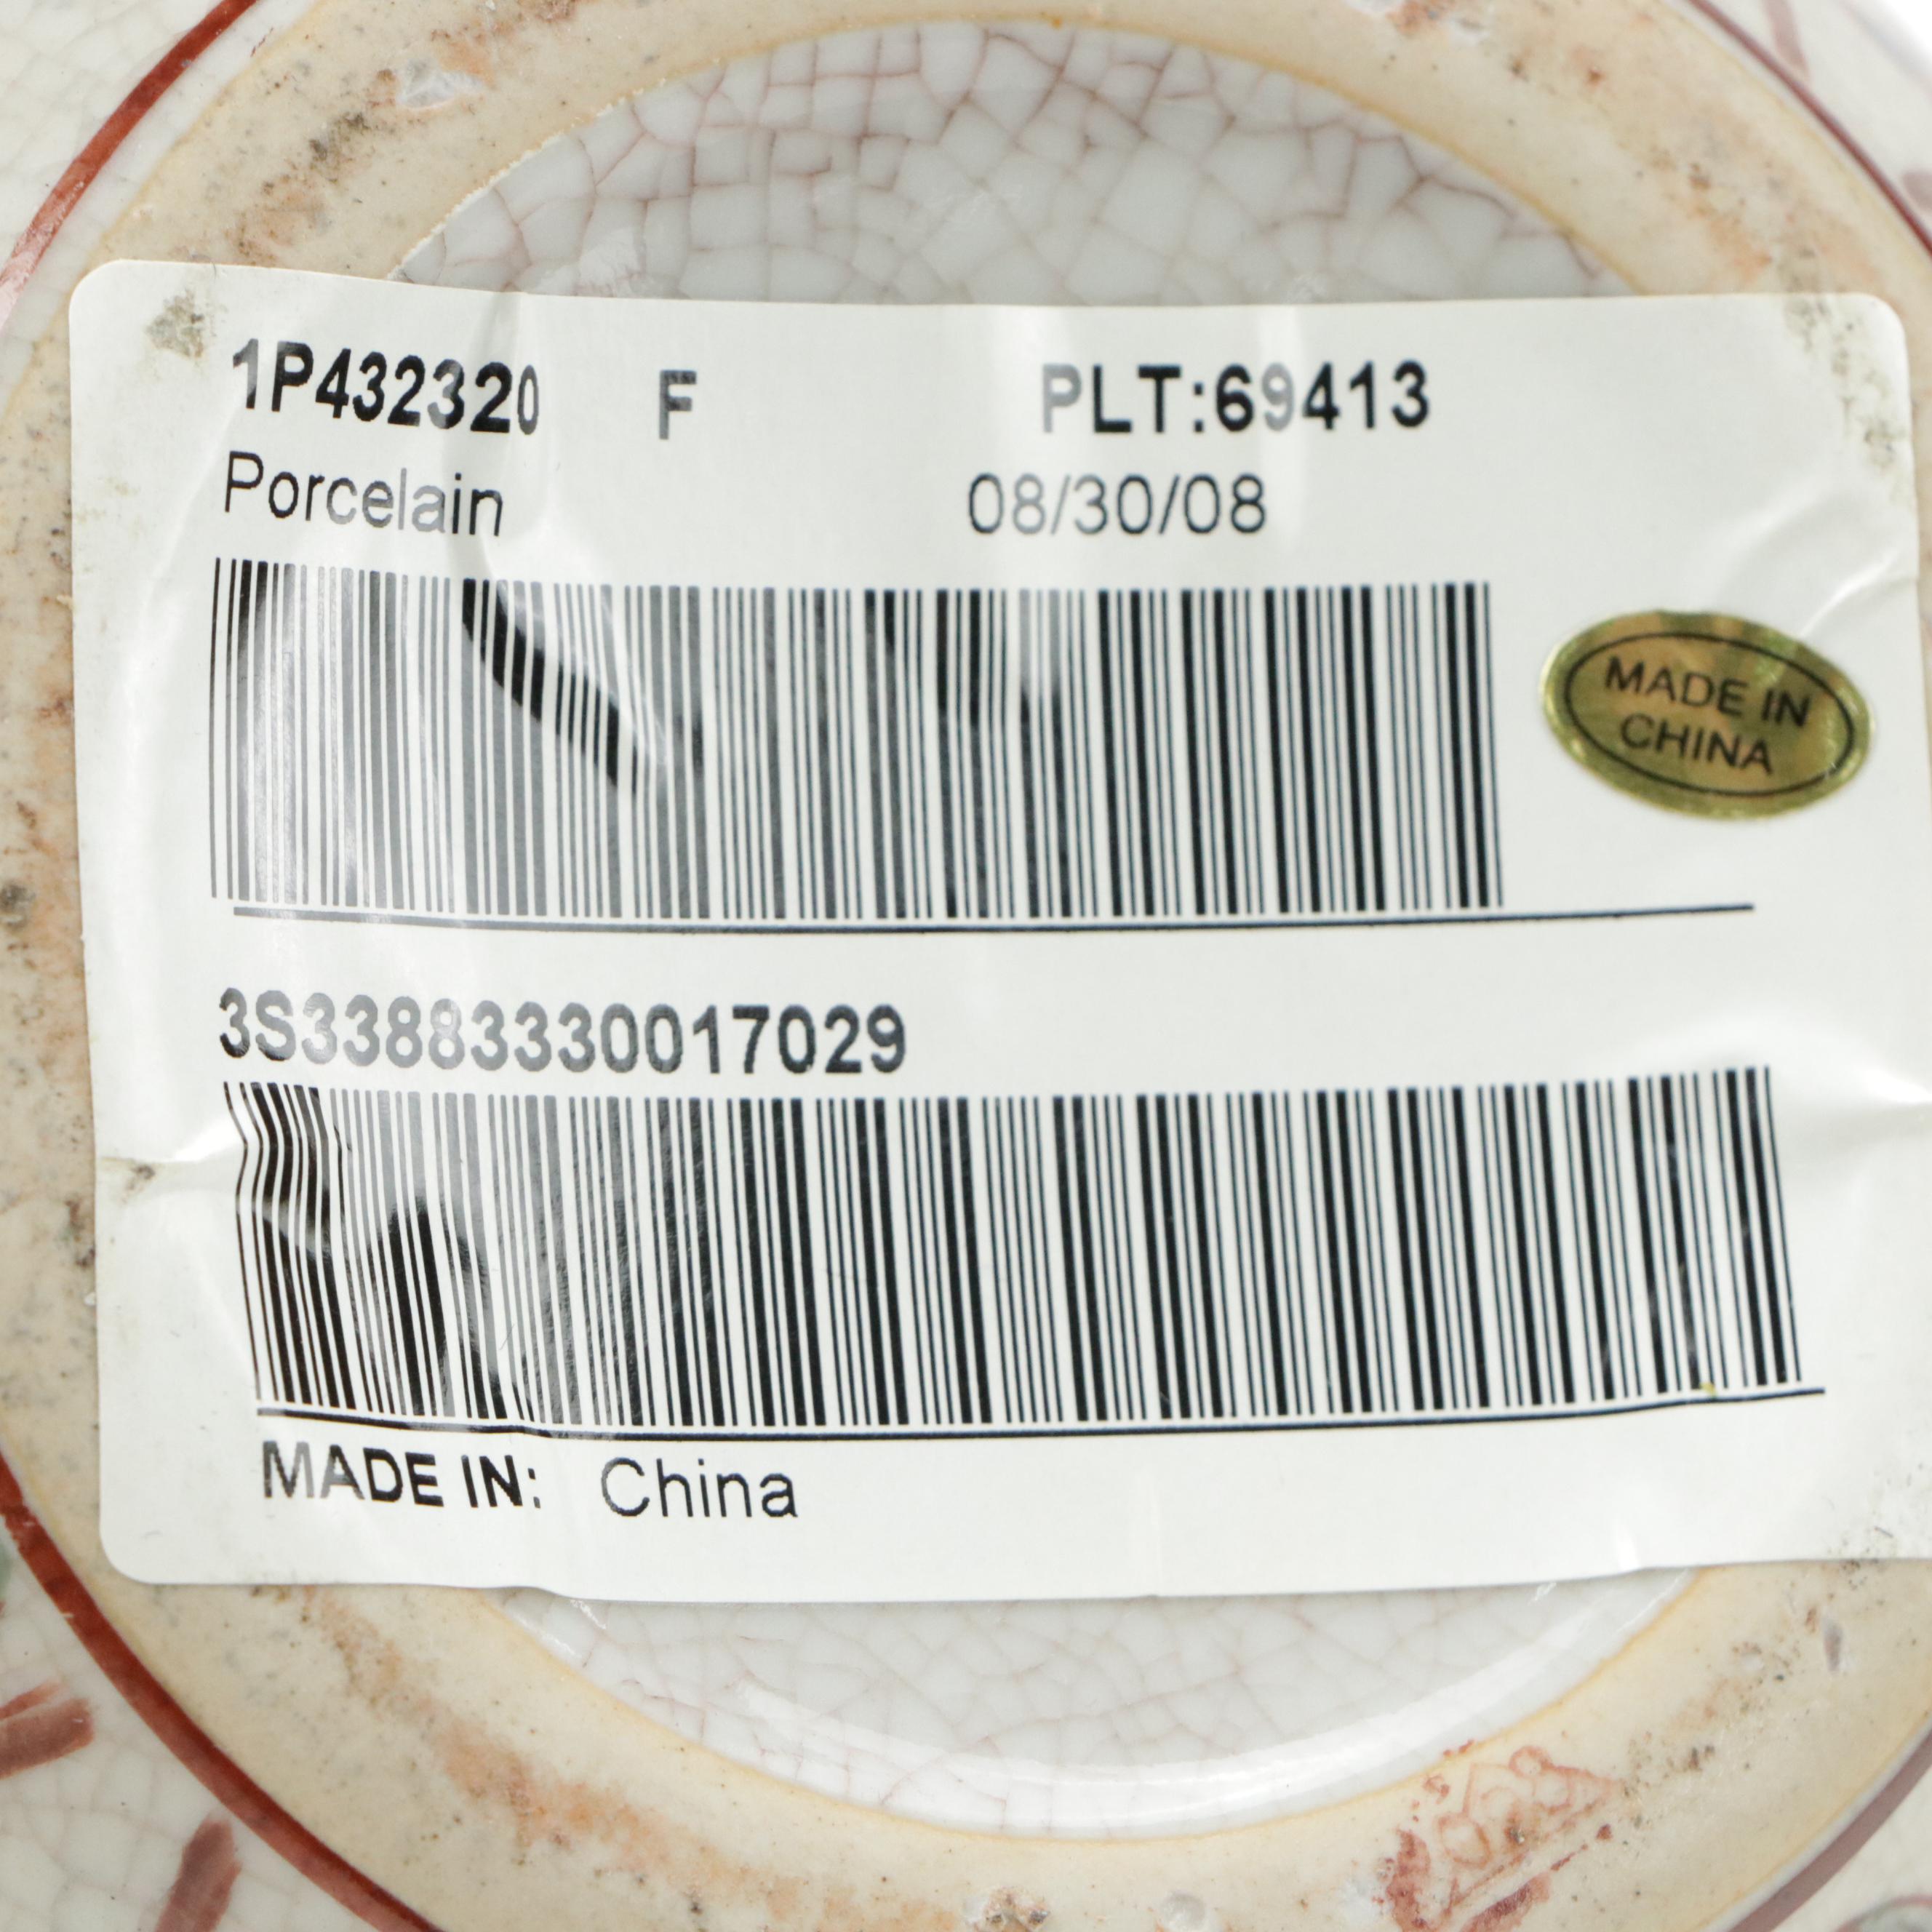 1P432320 F PLT:69413
Porcelain 08/30/08
MADE IN
CHINA
3S33883330017029
MADE IN: China